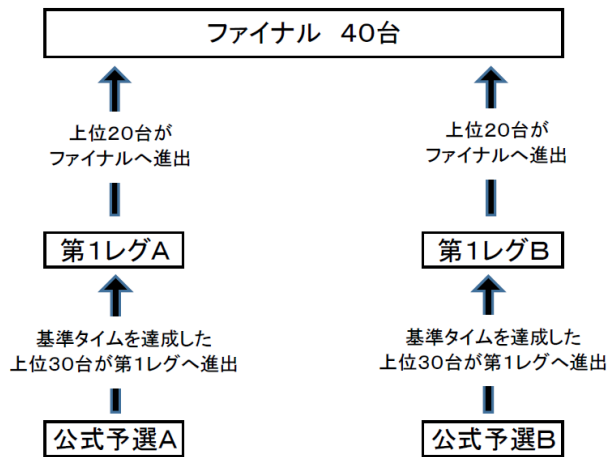 ファイナル 40台
上位20台が
ファイナルへ進出
上位20台が
ファイナルへ進出
第1レグA
第1レグB
基準タイムを達成した
上位30台が第1レグへ進出
基準タイムを達成した
上位30台が第1レグへ進出
公式予選A
公式予選B